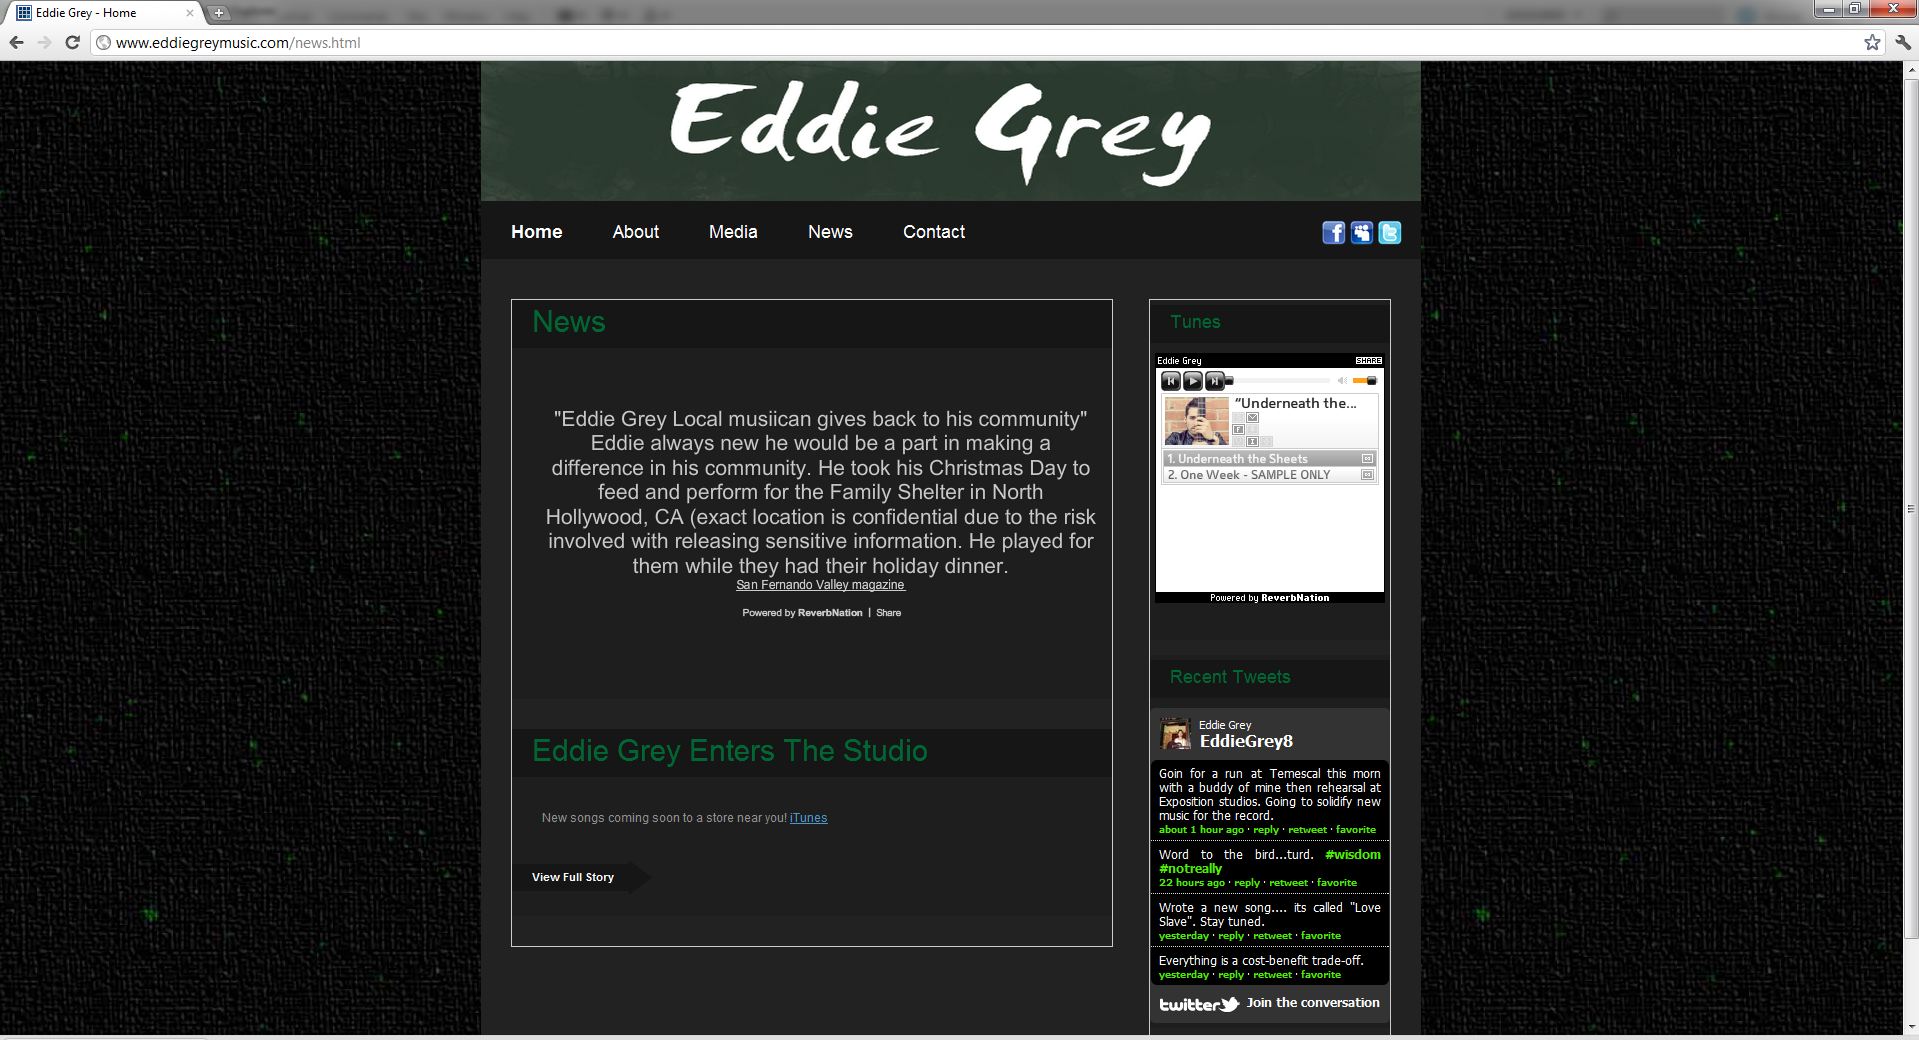 Eddie Grey - Home
www.eddiegreymusic.com/news.html
Eddie Grey
Home About Media News Contact
News
"Eddie Grey Local musiican gives back to his community"
Eddie always new he would be a part in making a
difference in his community. He took his Christmas Day to
feed and perform for the Family Shelter in North
Hollywood, CA (exact location is confidential due to the risk
involved with releasing sensitive information. He played for
them while they had their holiday dinner.
San Fernando Valley magazine
Powered by ReverbNation | Share
Eddie Grey Enters The Studio
New songs coming soon to a store near you! iTunes
View Full Story
Tunes
Eddie Grey SHARE
"Underneath the...
1. Underneath the Sheets
2. One Week - SAMPLE ONLY
Powered by ReverbNation
Recent Tweets
Eddie Grey
EddieGrey8
Goin for a run at Temescal this morn
with a buddy of mine then rehearsal at
Exposition studios. Going to solidify new
music for the record.
about 1 hour ago · reply · retweet · favorite
Word to the bird...turd. #wisdom
#notreally
22 hours ago · reply · retweet · favorite
Wrote a new song.... its called "Love
Slave". Stay tuned.
yesterday · reply · retweet · favorite
Everything is a cost-benefit trade-off.
yesterday · reply · retweet · favorite
twitter Join the conversation